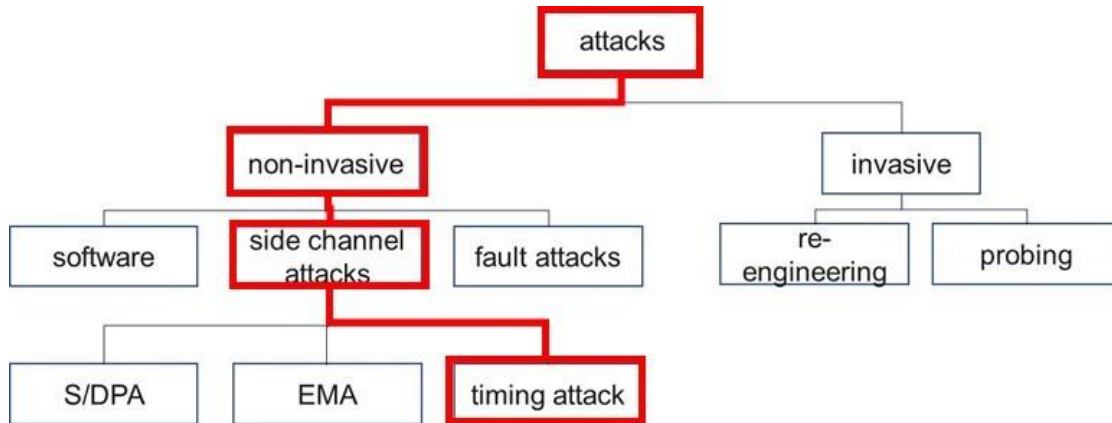 attacks
non-invasive
invasive
software
side channel
attacks
fault attacks
re-
engineering
probing
S/DPA
EMA
timing attack